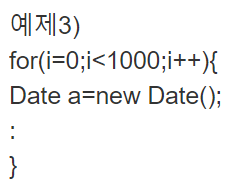 예제3)
for(i=0;i<1000;i++){
Date a=new Date();
:
}